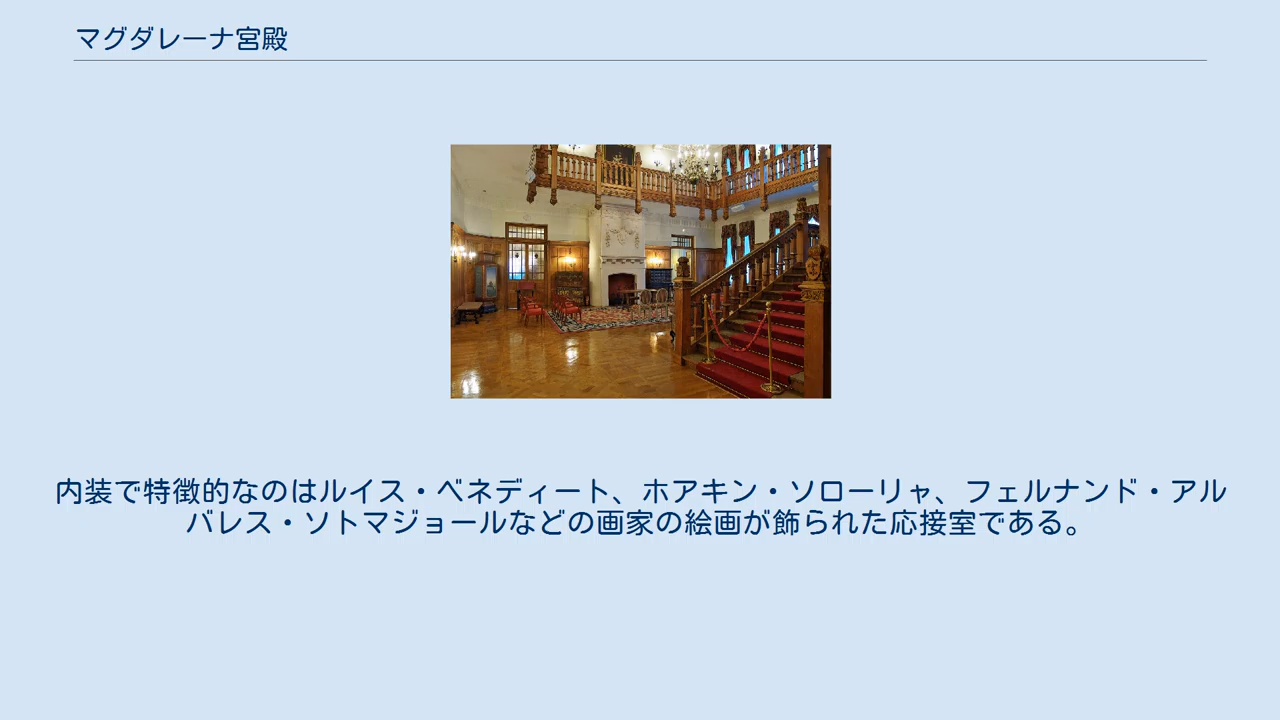 マグダレーナ宮殿
内装で特徴的なのはルイス・ベネディート、ホアキン・ソローリャ、フェルナンド・アル
バレス・ソトマジョールなどの画家の絵画が飾られた応接室である。